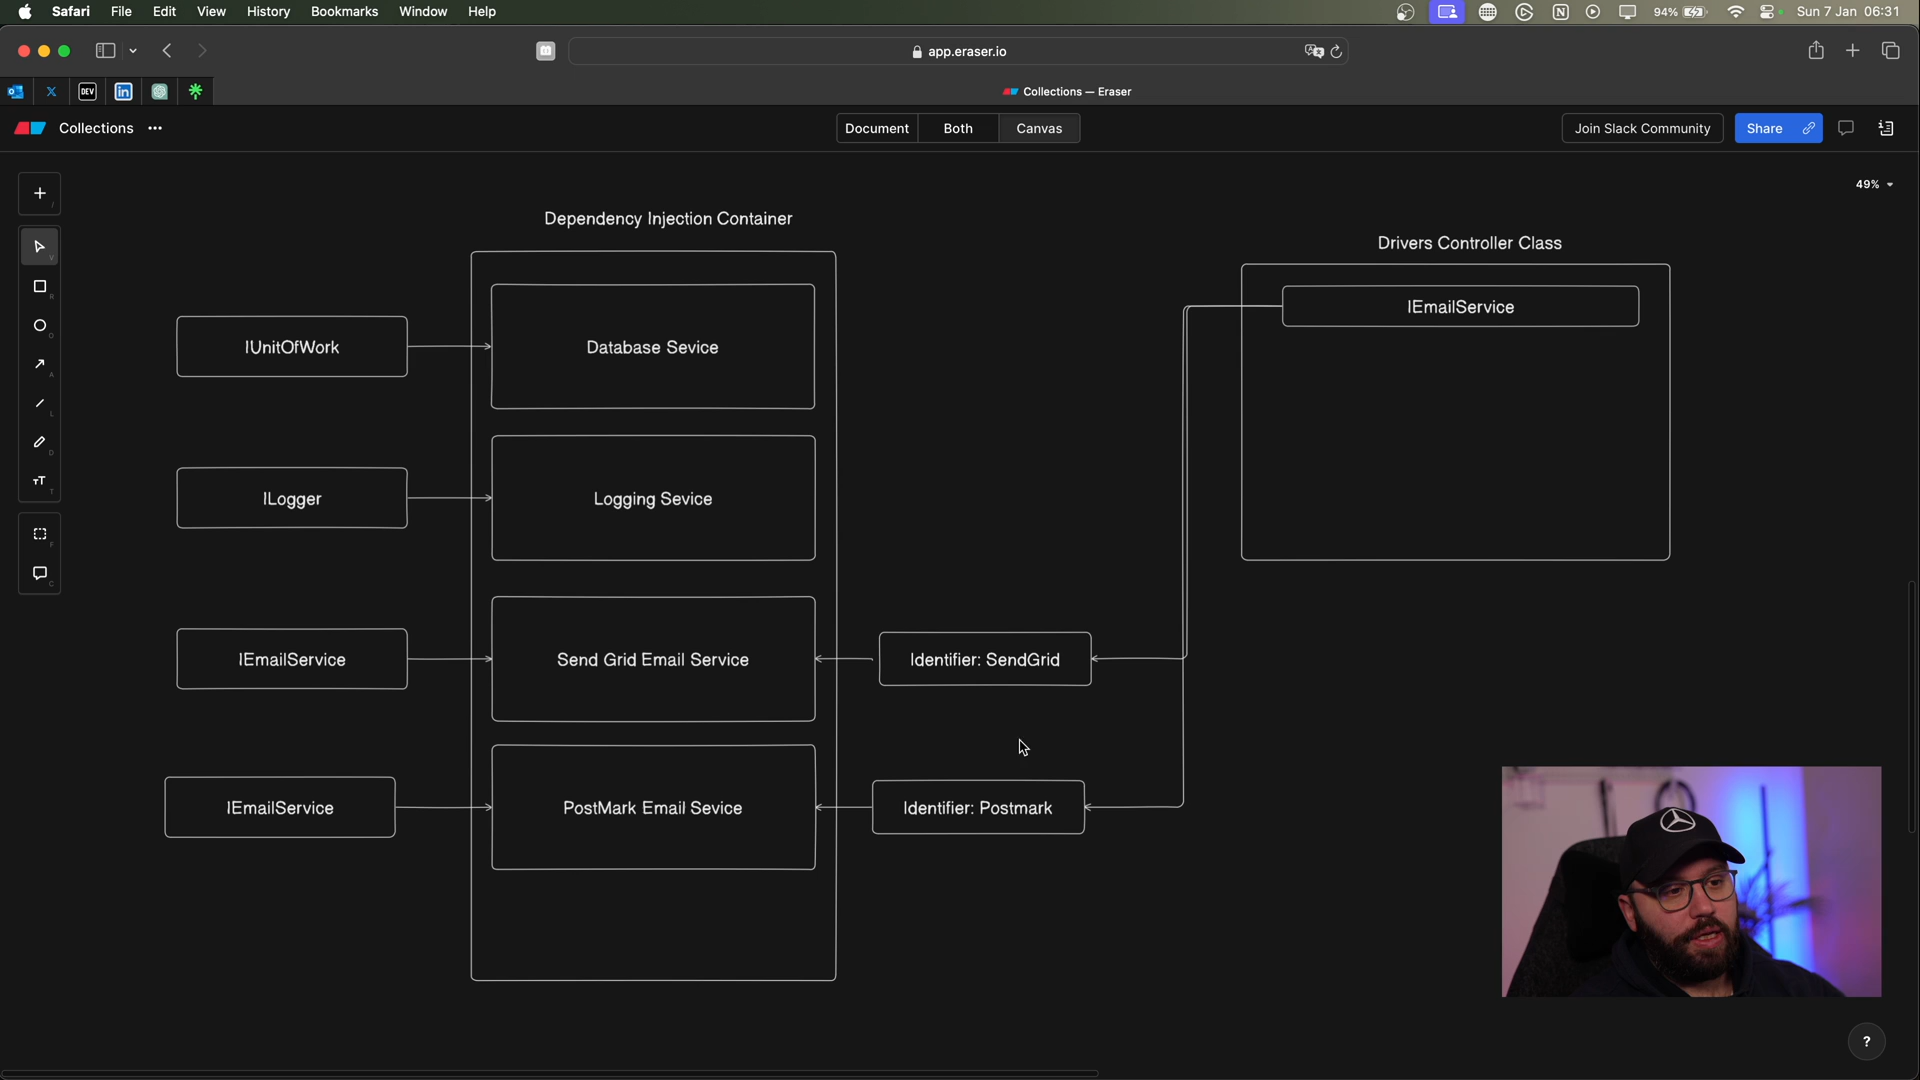 Safari File Edit View History Bookmarks Window Help 94% Sun 7 Jan 06:31
app.eraser.io
DEV in Collections — Eraser
Collections ••• Document Both Canvas Join Slack Community Share
49%
Dependency Injection Container
Drivers Controller Class
IEmailService
IUnitOfWork Database Sevice
ILogger Logging Sevice
IEmailService Send Grid Email Service Identifier: SendGrid
IEmailService PostMark Email Sevice Identifier: Postmark
?